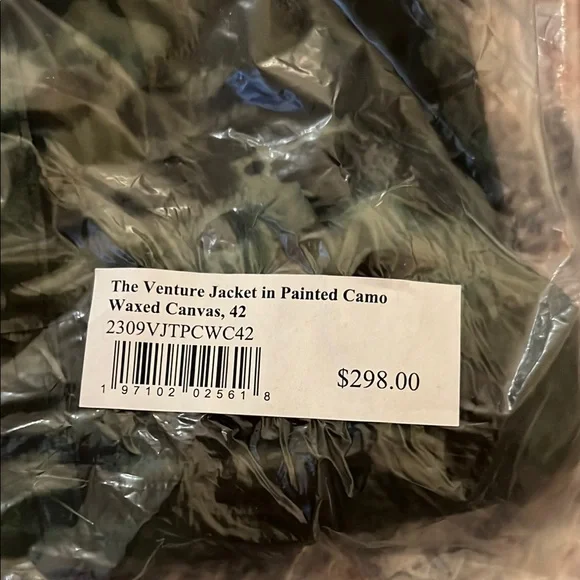 The Venture Jacket in Painted Camo
Waxed Canvas, 42
2309VJTPCWC42
1 97102 02561 8
$298.00